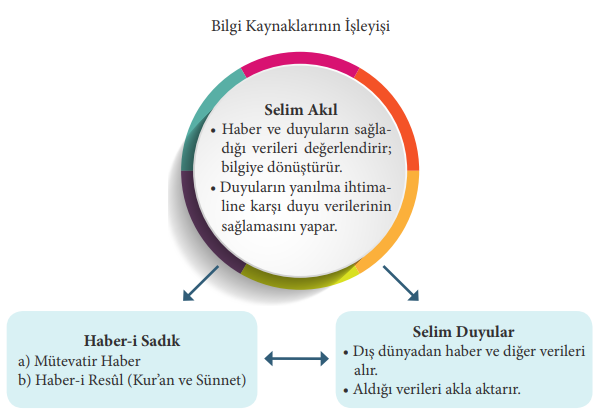 Bilgi Kaynaklarının İşleyişi
Selim Akıl
• Haber ve duyuların sağla-
dığı verileri değerlendirir;
bilgiye dönüştürür.
• Duyuların yanılma ihtima-
line karşı duyu verilerinin
sağlamasını yapar.
Haber-i Sadık
a) Mütevatir Haber
b) Haber-i Resûl (Kur'an ve Sünnet)
Selim Duyular
• Dış dünyadan haber ve diğer verileri
alır.
• Aldığı verileri akla aktarır.